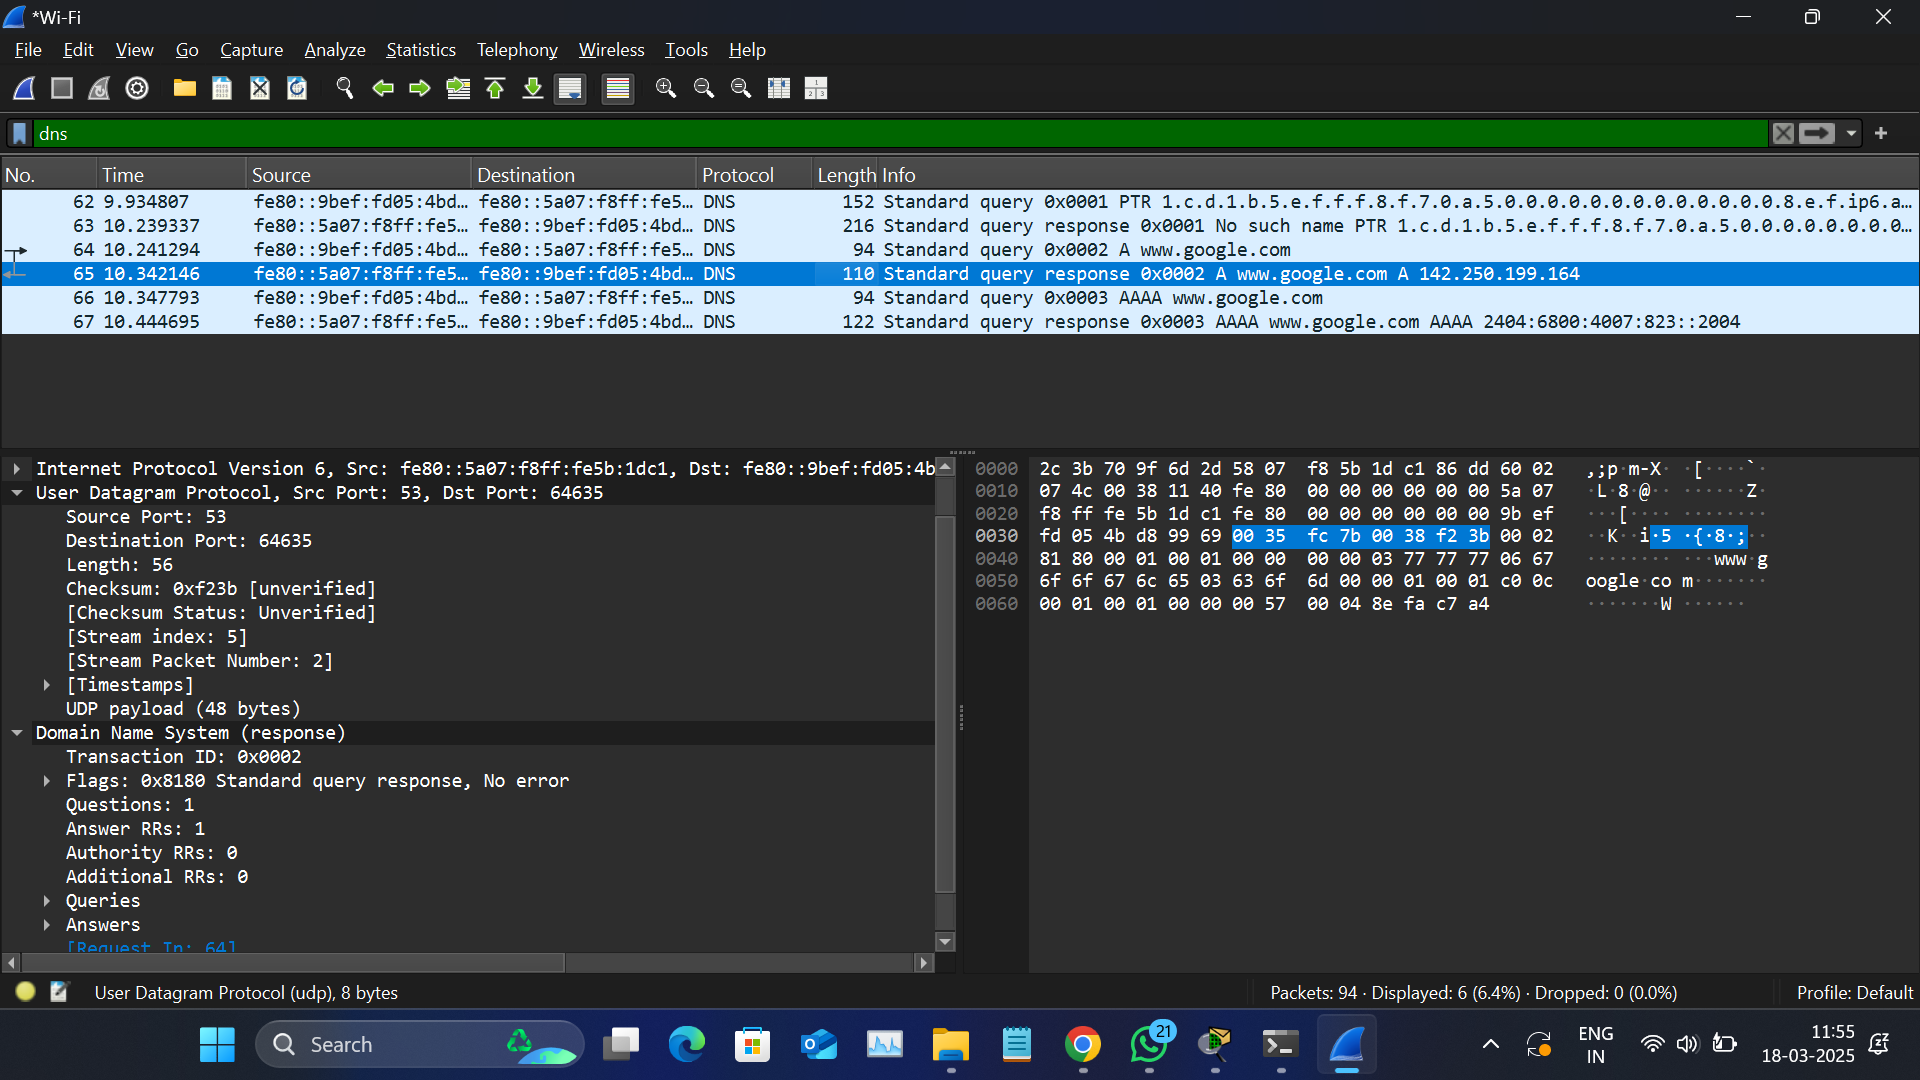 *Wi-Fi
File Edit View Go Capture Analyze Statistics Telephony Wireless Tools Help
dns
No. Time Source Destination Protocol Length Info
62 9.934807 fe80::9bef:fd05:4bd… fe80::5a07:f8ff:fe5… DNS 152 Standard query 0x0001 PTR 1.c.d.1.b.5.e.f.f.f.8.f.7.0.a.5.0.0.0.0.0.0.0.0.0.0.0.0.0.8.e.f.ip6.a…
63 10.239337 fe80::5a07:f8ff:fe5… fe80::9bef:fd05:4bd… DNS 216 Standard query response 0x0001 No such name PTR 1.c.d.1.b.5.e.f.f.f.8.f.7.0.a.5.0.0.0.0.0.0.0.0.0…
64 10.241294 fe80::9bef:fd05:4bd… fe80::5a07:f8ff:fe5… DNS 94 Standard query 0x0002 A www.google.com
65 10.342146 fe80::5a07:f8ff:fe5… fe80::9bef:fd05:4bd… DNS 110 Standard query response 0x0002 A www.google.com A 142.250.199.164
66 10.347793 fe80::9bef:fd05:4bd… fe80::5a07:f8ff:fe5… DNS 94 Standard query 0x0003 AAAA www.google.com
67 10.444695 fe80::5a07:f8ff:fe5… fe80::9bef:fd05:4bd… DNS 122 Standard query response 0x0003 AAAA www.google.com AAAA 2404:6800:4007:823::2004
Internet Protocol Version 6, Src: fe80::5a07:f8ff:fe5b:1dc1, Dst: fe80::9bef:fd05:4b
User Datagram Protocol, Src Port: 53, Dst Port: 64635
Source Port: 53
Destination Port: 64635
Length: 56
Checksum: 0xf23b [unverified]
[Checksum Status: Unverified]
[Stream index: 5]
[Stream Packet Number: 2]
[Timestamps]
UDP payload (48 bytes)
Domain Name System (response)
Transaction ID: 0x0002
Flags: 0x8180 Standard query response, No error
Questions: 1
Answer RRs: 1
Authority RRs: 0
Additional RRs: 0
Queries
Answers
[Request In: 64]
0000 2c 3b 70 9f 6d 2d 58 07 f8 5b 1d c1 86 dd 60 02 ,;p·m-X· ·[····`·
0010 07 4c 00 38 11 40 fe 80 00 00 00 00 00 00 5a 07 ·L·8·@·· ······Z·
0020 f8 ff fe 5b 1d c1 fe 80 00 00 00 00 00 00 9b ef ···[···· ········
0030 fd 05 4b d8 99 69 00 35 fc 7b 00 38 f2 3b 00 02 ··K··i·5 ·{·8·;··
0040 81 80 00 01 00 01 00 00 00 00 03 77 77 77 06 67 ········ ···www·g
0050 6f 6f 67 6c 65 03 63 6f 6d 00 00 01 00 01 c0 0c oogle·co m·······
0060 00 01 00 01 00 00 00 57 00 04 8e fa c7 a4 ·······W ······
User Datagram Protocol (udp), 8 bytes
Packets: 94 · Displayed: 6 (6.4%) · Dropped: 0 (0.0%)
Profile: Default
Search
21
ENG
IN
11:55
18-03-2025